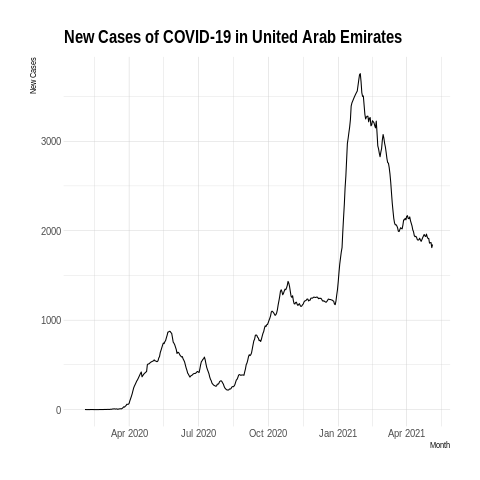 New Cases of COVID-19 in United Arab Emirates
New Cases
3000
2000
1000
0
Apr 2020 Jul 2020 Oct 2020 Jan 2021 Apr 2021
Month